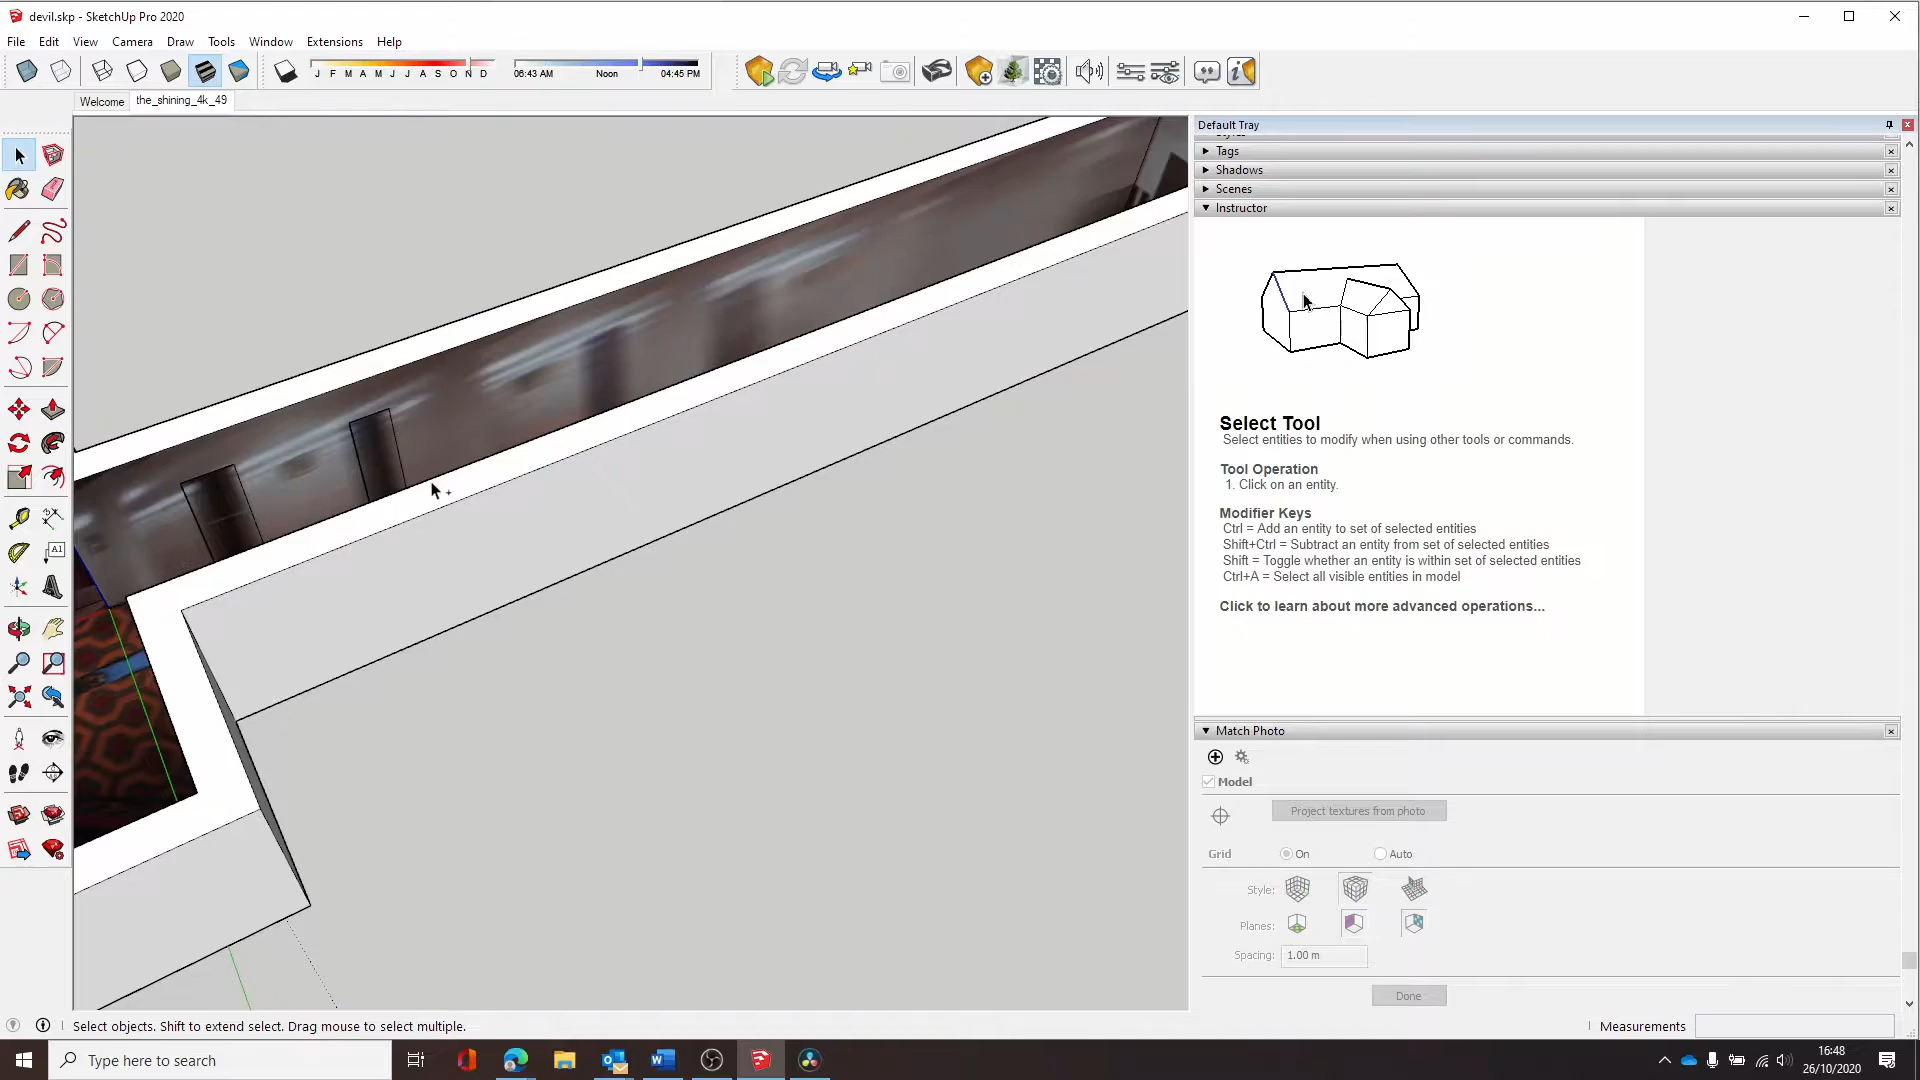 devil.skp - SketchUp Pro 2020
File Edit View Camera Draw Tools Window Extensions Help
J F M A M J J A S O N D 06:43 AM Noon 04:45 PM
Welcome the_shining_4k_49
Default Tray
Tags
Shadows
Scenes
Instructor
A1
Select Tool
Select entities to modify when using other tools or commands.
Tool Operation
1. Click on an entity.
Modifier Keys
Ctrl = Add an entity to set of selected entities
Shift+Ctrl = Subtract an entity from set of selected entities
Shift = Toggle whether an entity is within set of selected entities
Ctrl+A = Select all visible entities in model
Click to learn about more advanced operations...
Match Photo
Model
Project textures from photo
Grid On Auto
Style:
Planes:
Spacing: 1.00 m
Done
Select objects. Shift to extend select. Drag mouse to select multiple. Measurements
Type here to search
16:48
26/10/2020